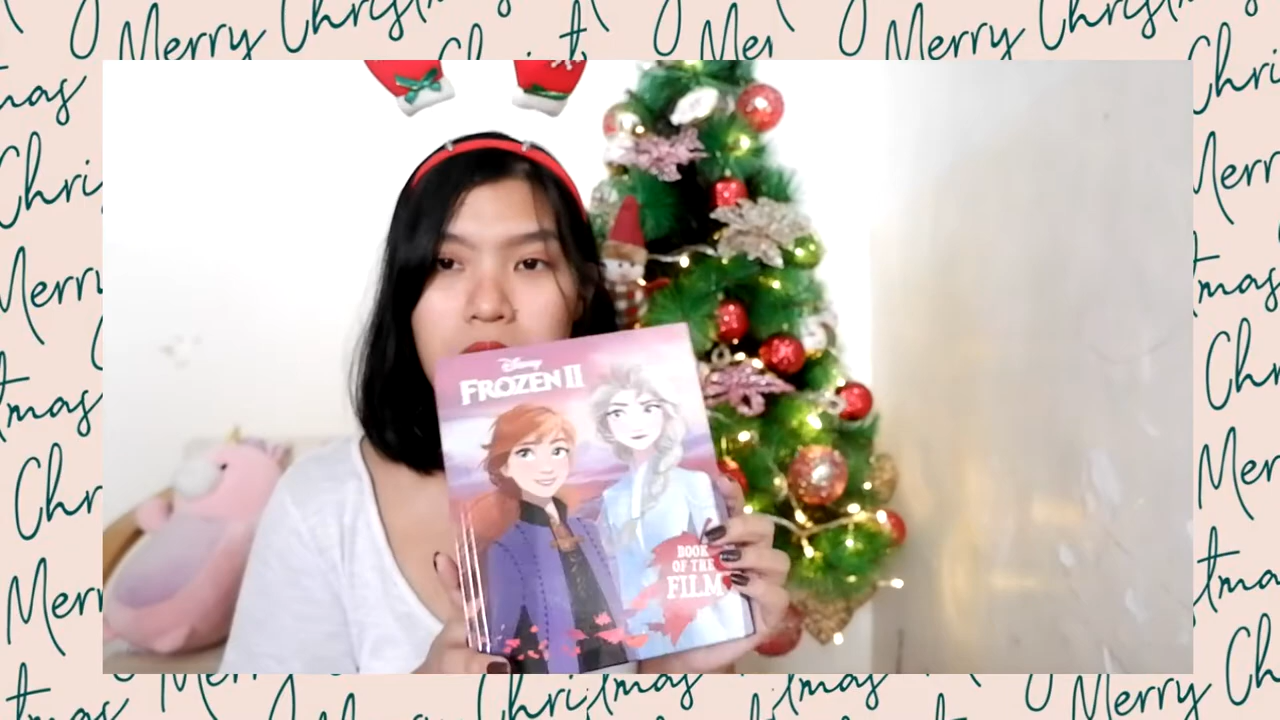 Merry Christmas
Disney
FROZEN II
BOOK
OF THE
FILM